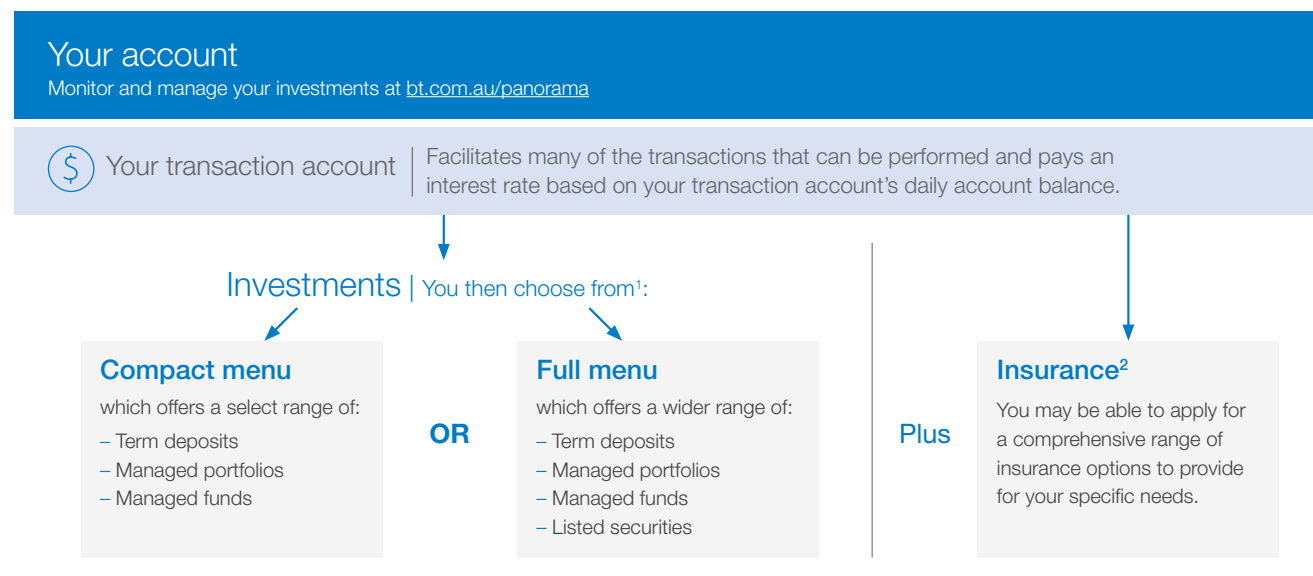 Your account
Monitor and manage your investments at bt.com.au/panorama
$
Your transaction account
Facilitates many of the transactions that can be performed and pays an
interest rate based on your transaction account’s daily account balance.
Investments | You then choose from¹:
Compact menu
which offers a select range of:
– Term deposits
– Managed portfolios
– Managed funds
OR
Full menu
which offers a wider range of:
– Term deposits
– Managed portfolios
– Managed funds
– Listed securities
Plus
Insurance²
You may be able to apply for
a comprehensive range of
insurance options to provide
for your specific needs.